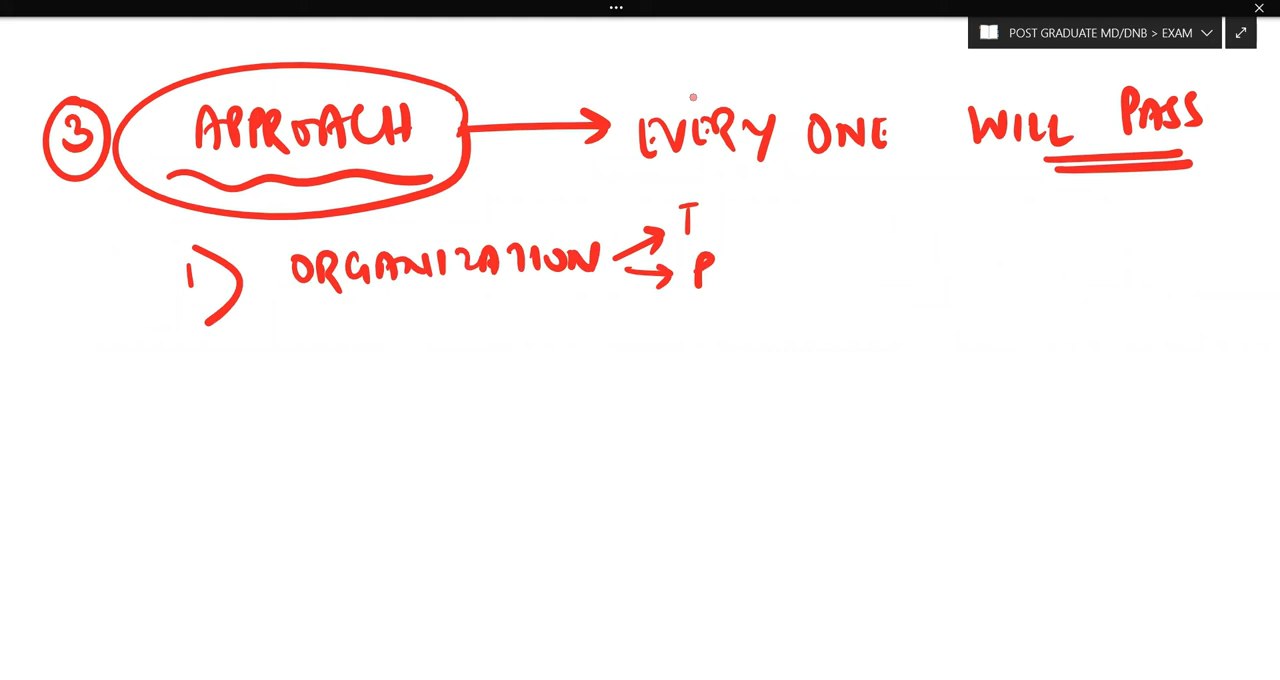 POST GRADUATE MD/DNB > EXAM
3 APPROACH → EVERY ONE WILL PASS
T
1) ORGANIZATION
P